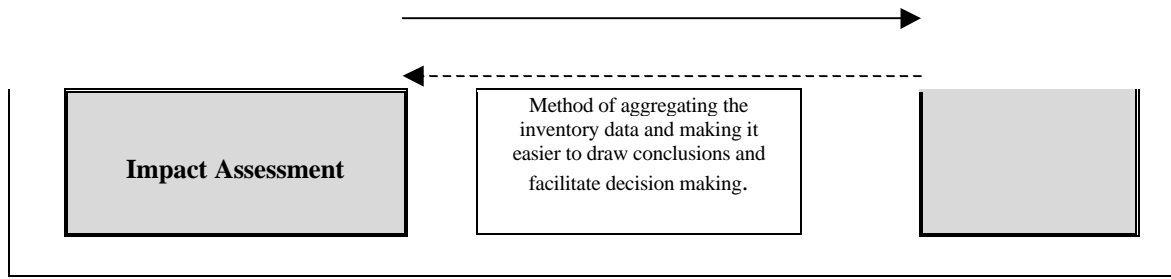 Impact Assessment
Method of aggregating the
inventory data and making it
easier to draw conclusions and
facilitate decision making.